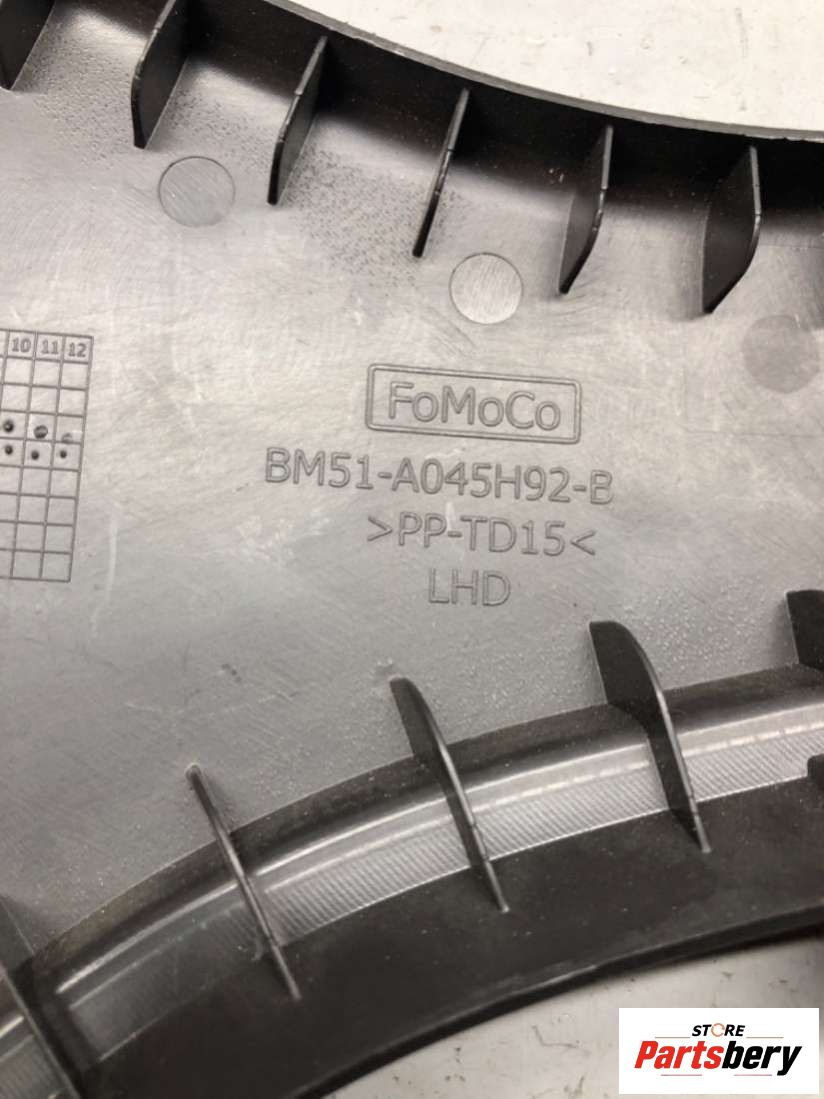 10 11 12
FoMoCo
BM51-A045H92-B
>PP-TD15<
LHD
STORE
Partsbery